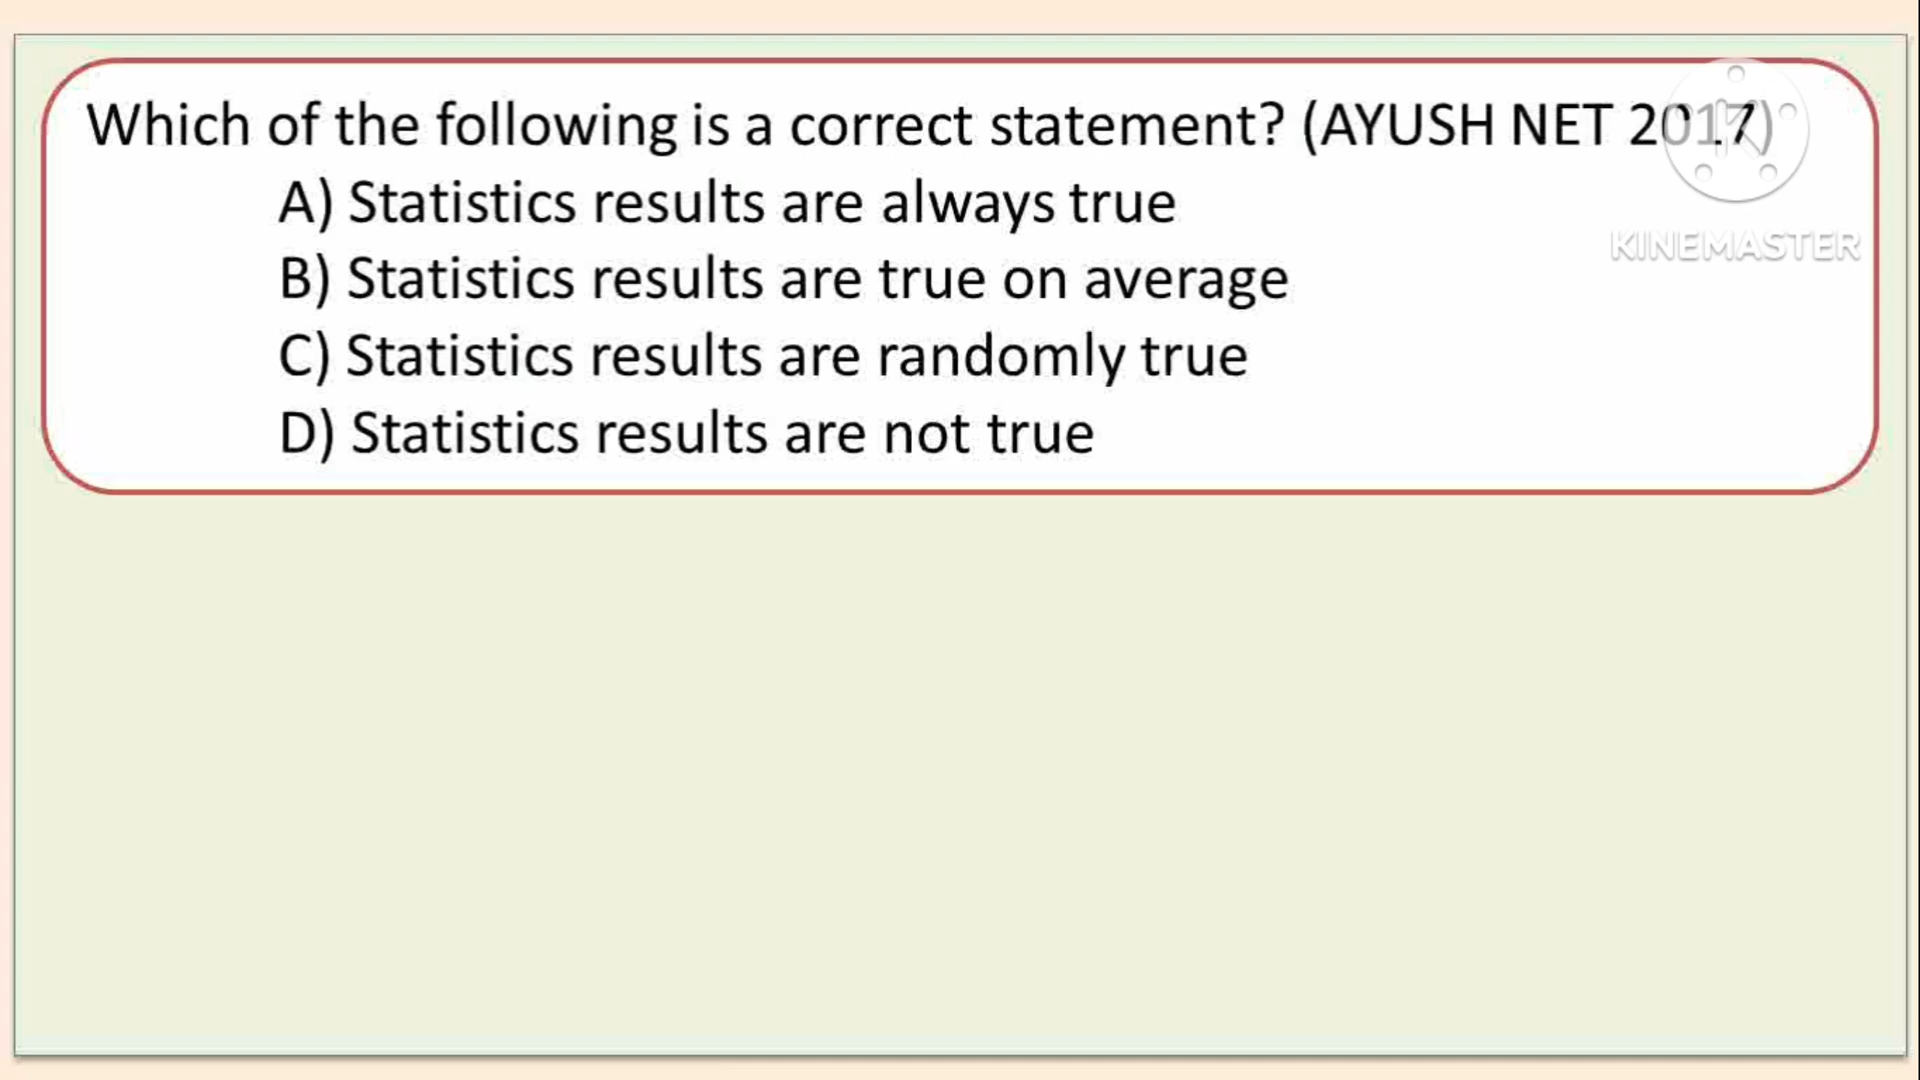 Which of the following is a correct statement? (AYUSH NET 2017)
A) Statistics results are always true
B) Statistics results are true on average
C) Statistics results are randomly true
D) Statistics results are not true
KINEMASTER